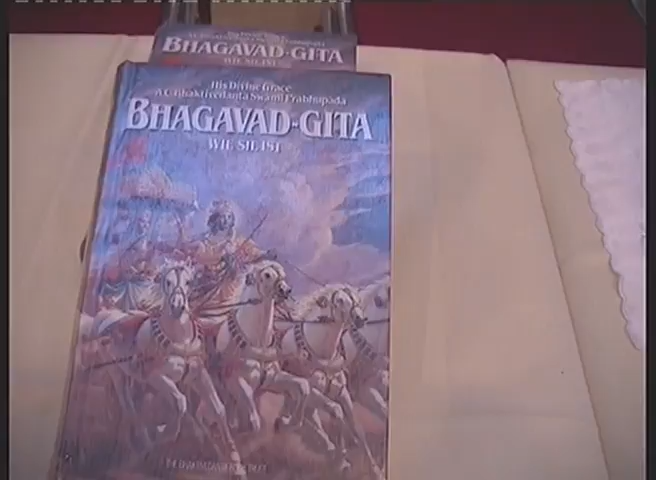 BHAGAVAD-GITA
WIE SIE IST
His Divine Grace
A.C. Bhaktivedanta Swami Prabhupada
BHAGAVAD-GITA
WIE SIE IST